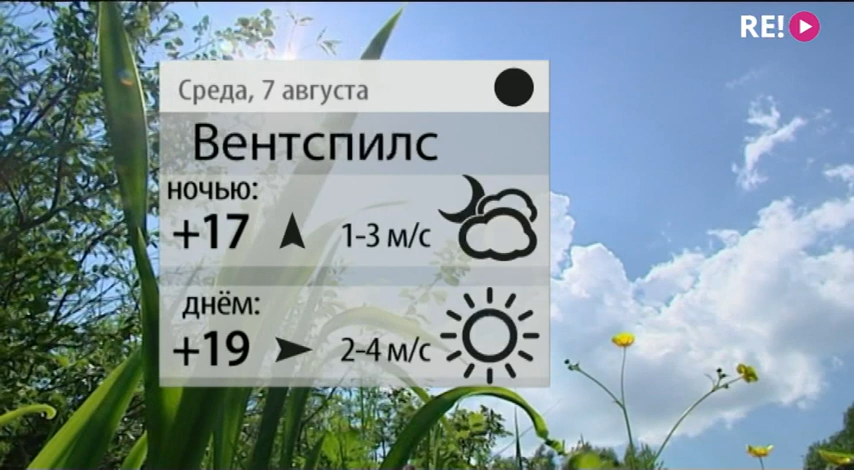 RE!
Среда, 7 августа
Вентспилс
ночью:
+17 1-3 м/с
днём:
+19 2-4 м/с